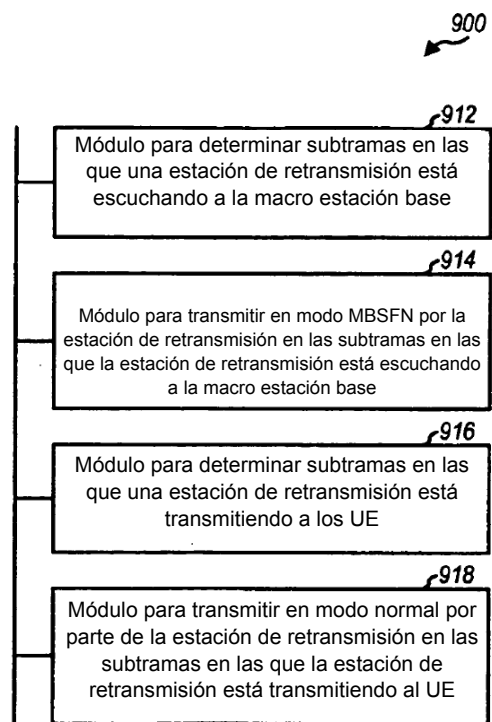 900
912
Módulo para determinar subtramas en las
que una estación de retransmisión está
escuchando a la macro estación base
914
Módulo para transmitir en modo MBSFN por la
estación de retransmisión en las subtramas en las
que la estación de retransmisión está escuchando
a la macro estación base
916
Módulo para determinar subtramas en las
que una estación de retransmisión está
transmitiendo a los UE
918
Módulo para transmitir en modo normal por
parte de la estación de retransmisión en las
subtramas en las que la estación de
retransmisión está transmitiendo al UE